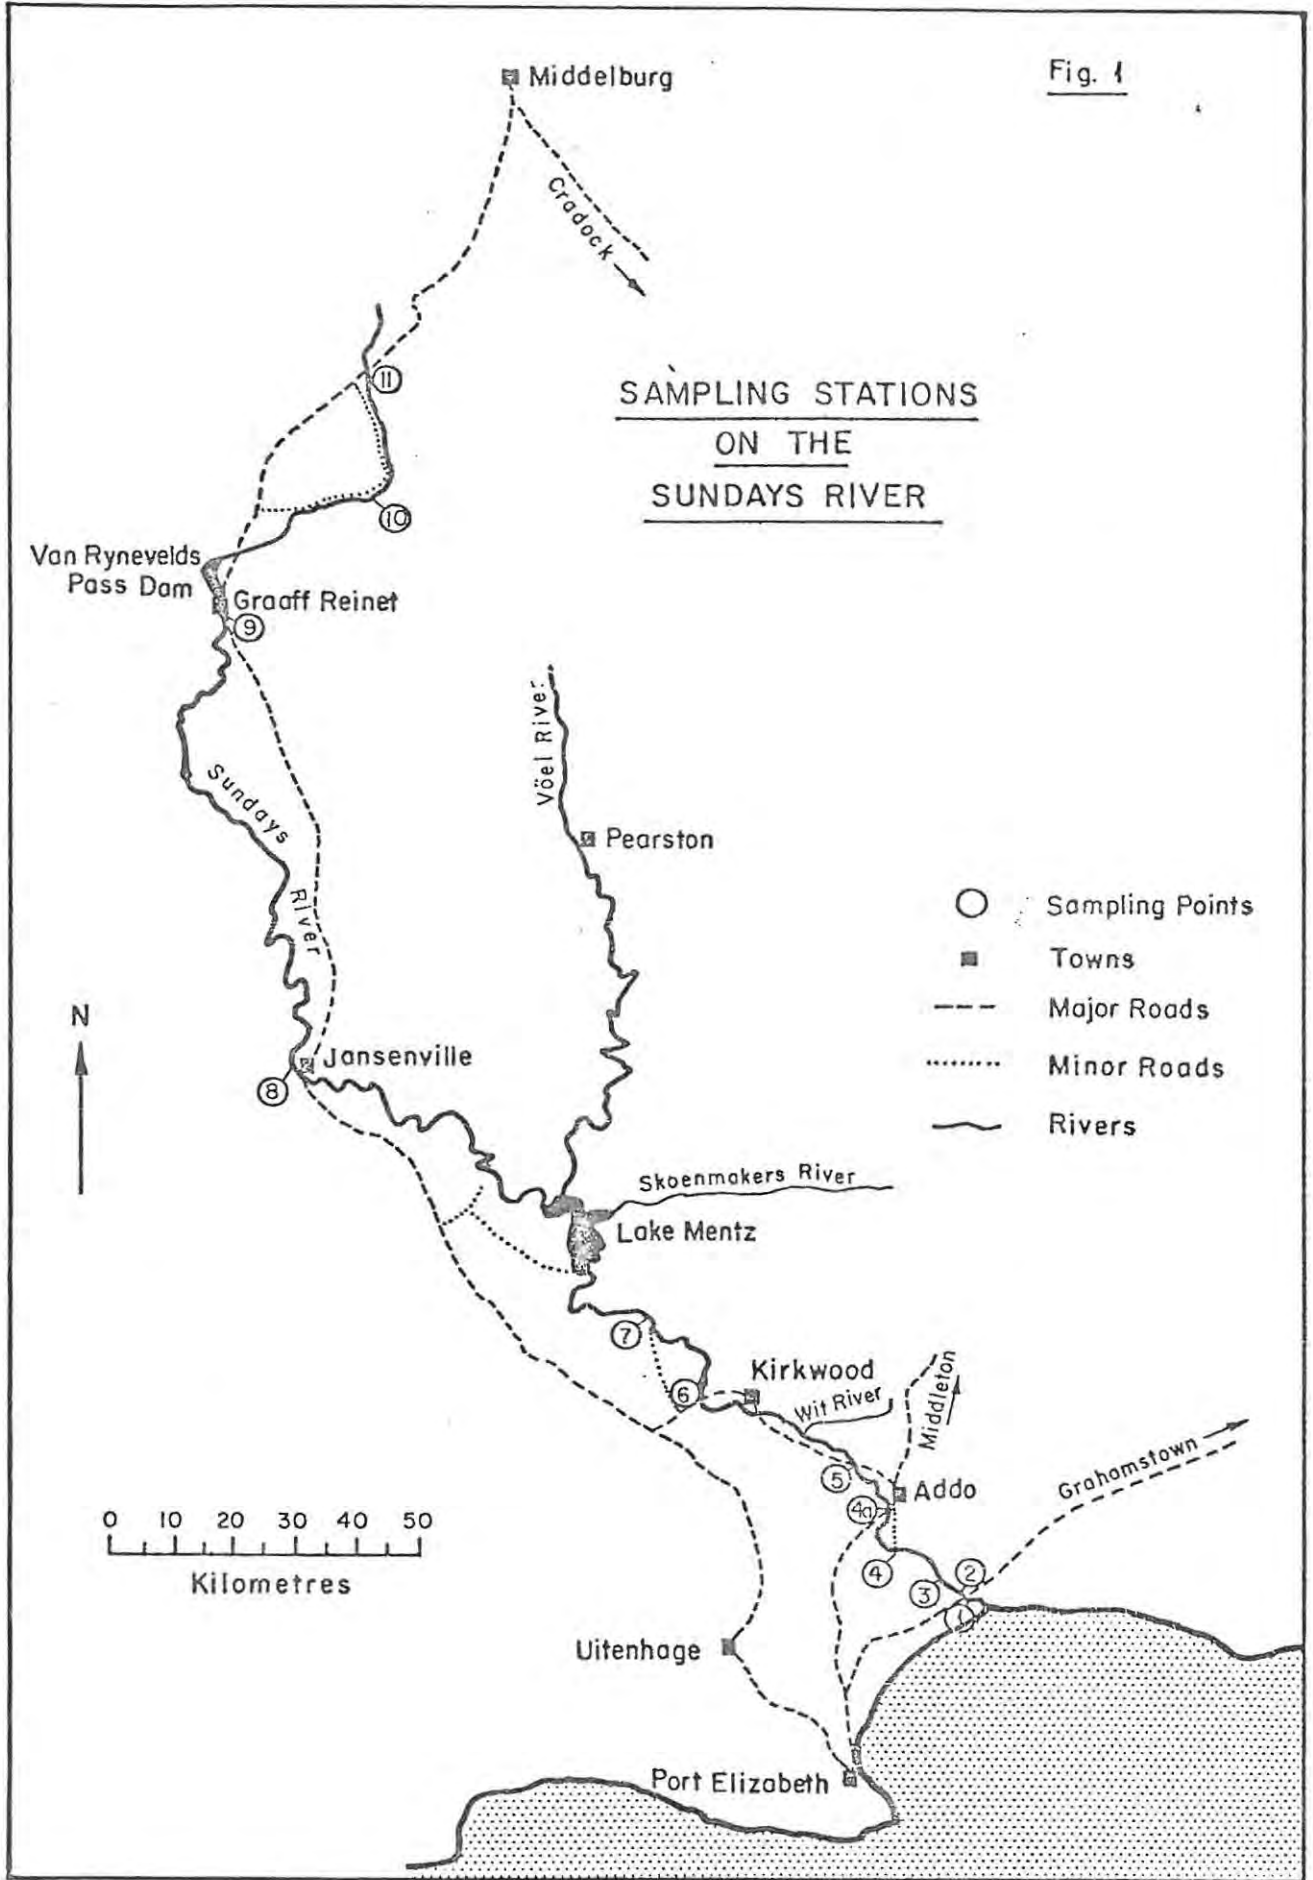 Fig. 1
Middelburg
Cradock
SAMPLING STATIONS
ON THE
SUNDAYS RIVER
11
10
Van Rynevelds
Pass Dam
Graaff Reinet
9
Vöel River
Sundays
River
Pearston
Sampling Points
Towns
Major Roads
Minor Roads
Rivers
N
Jansenville
8
Skoenmakers River
Lake Mentz
7
6
Kirkwood
Wit River
Middleton
Grahamstown
5
Addo
4a
4
3
2
1
0 10 20 30 40 50
Kilometres
Uitenhage
Port Elizabeth